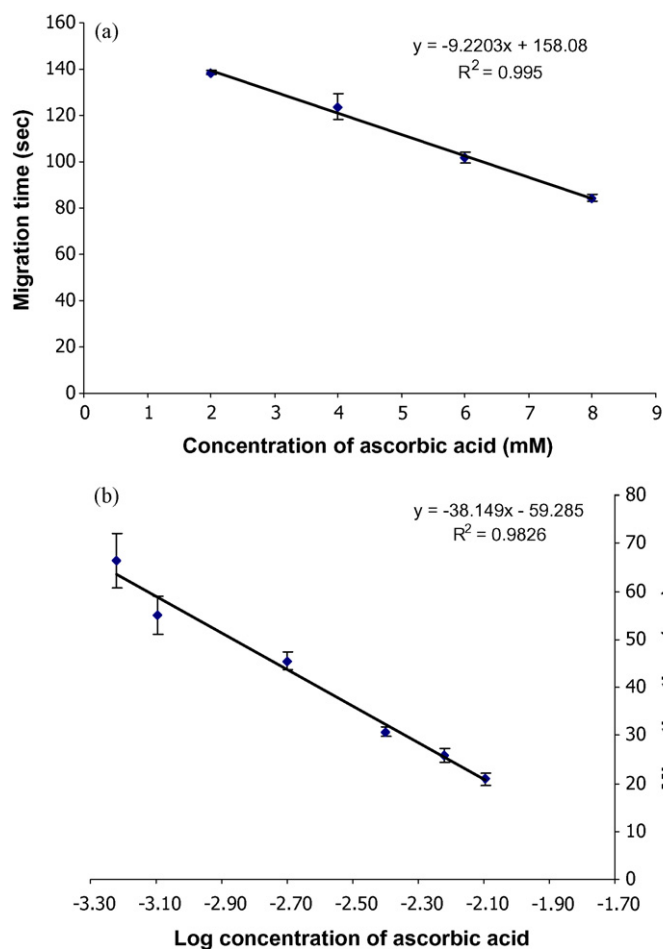 (a)
y = -9.2203x + 158.08
R² = 0.995
160
140
120
100
80
60
40
20
0
Migration time (sec)
0 1 2 3 4 5 6 7 8 9
Concentration of ascorbic acid (mM)
(b)
y = -38.149x - 59.285
R² = 0.9826
80
70
60
50
40
30
20
10
0
-3.30 -3.10 -2.90 -2.70 -2.50 -2.30 -2.10 -1.90 -1.70
Log concentration of ascorbic acid